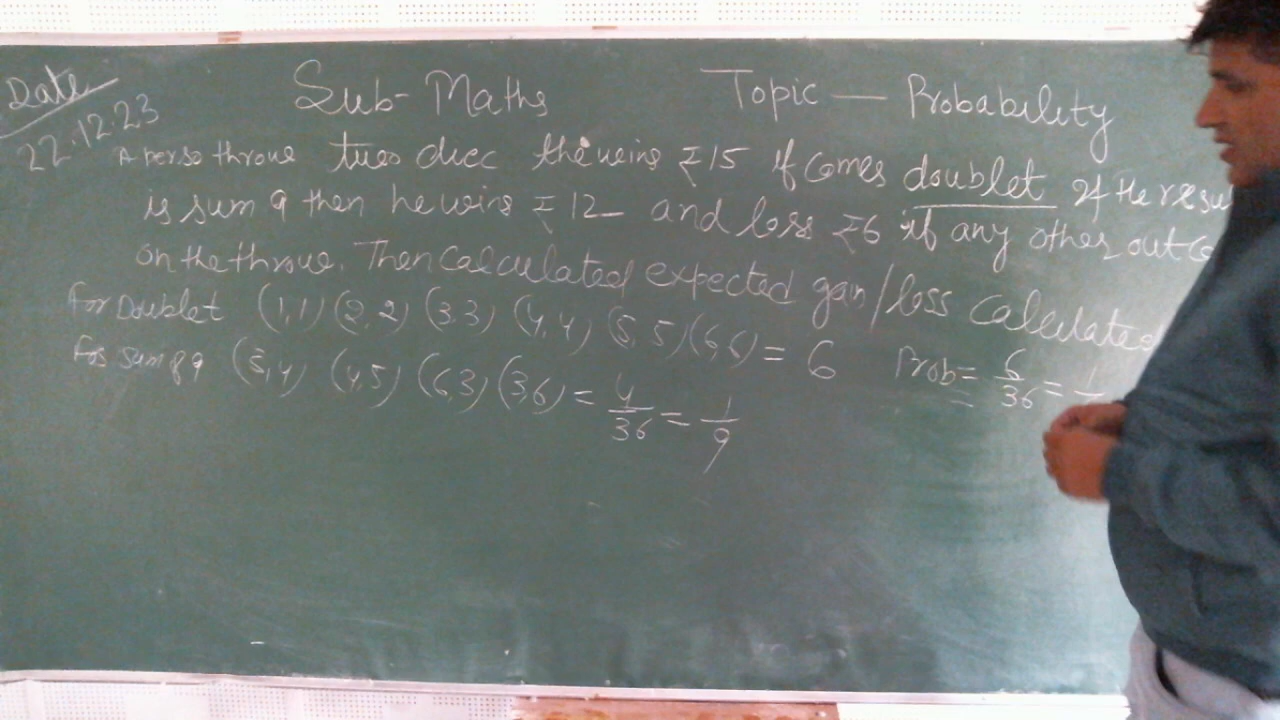 Date
22.12.23
Sub- Maths
Topic — Probability
A perso throue two dice the wins ₹15 if comes doublet if the resu
is sum 9 then he wins ₹12 and loss ₹6 if any other outco
on the throue. Then Calculated expected gain/loss Calculated
for Doublet (1,1) (2,2) (3,3) (4,4) (5,5) (6,6) = 6 Prob = 6/36 = 1
for sum of 9 (5,4) (4,5) (6,3) (3,6) = 4/36 = 1/9